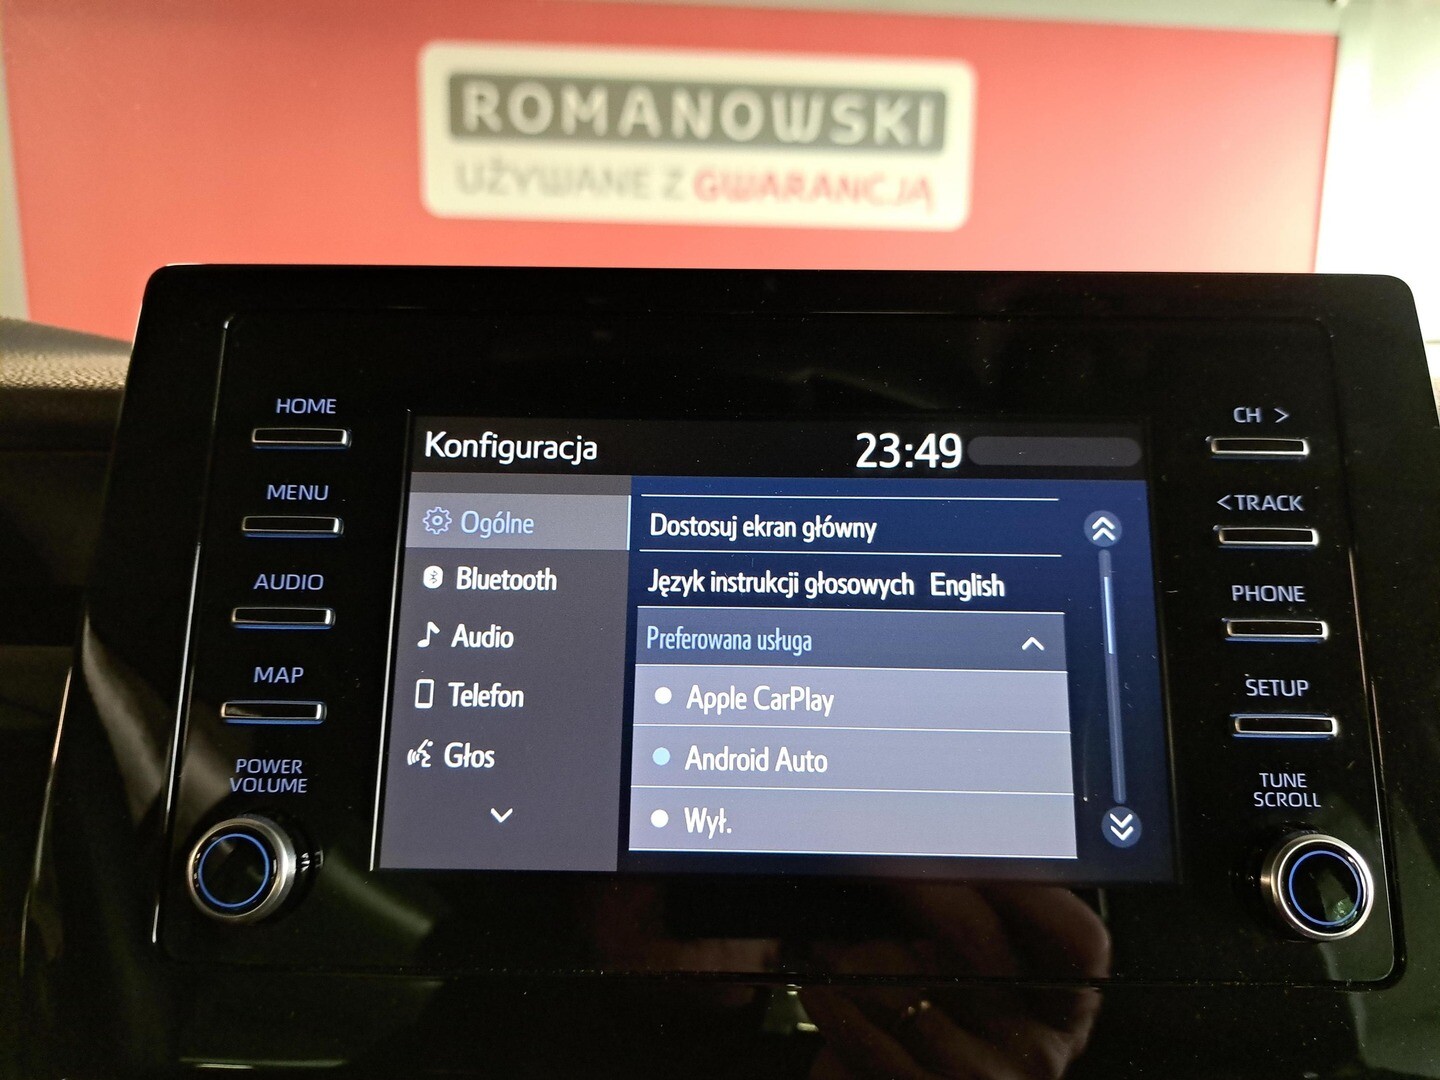 ROMANOWSKI
UŻYWANE Z GWARANCJĄ
HOME
MENU
AUDIO
MAP
POWER
VOLUME
Konfiguracja
23:49
Ogólne
Bluetooth
Audio
Telefon
Głos
Dostosuj ekran główny
Język instrukcji głosowych English
Preferowana usługa
Apple CarPlay
Android Auto
Wył.
CH >
<TRACK
PHONE
SETUP
TUNE
SCROLL